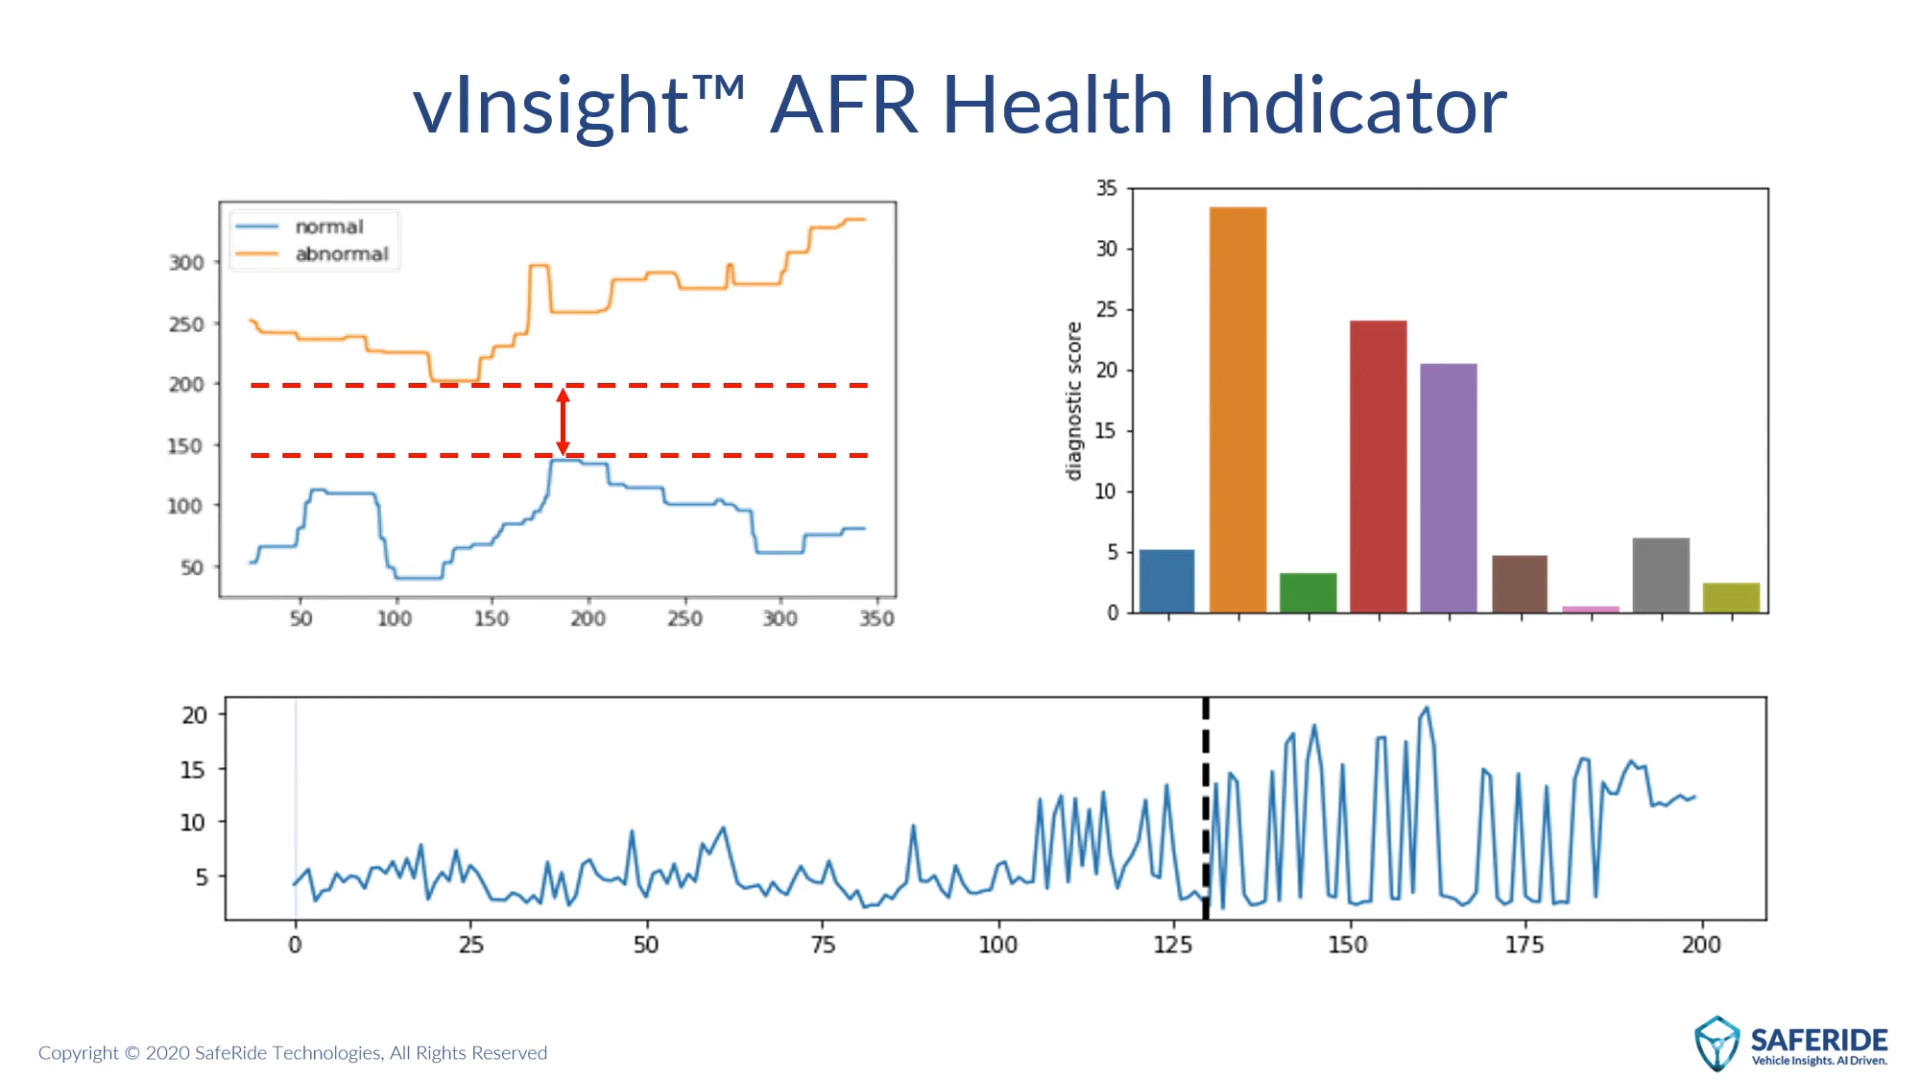 vInsight™ AFR Health Indicator
normal
abnormal
300
250
200
150
100
50
50 100 150 200 250 300 350
35
30
25
20
15
10
5
0
diagnostic score
20
15
10
5
0 25 50 75 100 125 150 175 200
Copyright © 2020 SafeRide Technologies, All Rights Reserved
SAFERIDE
Vehicle Insights. AI Driven.